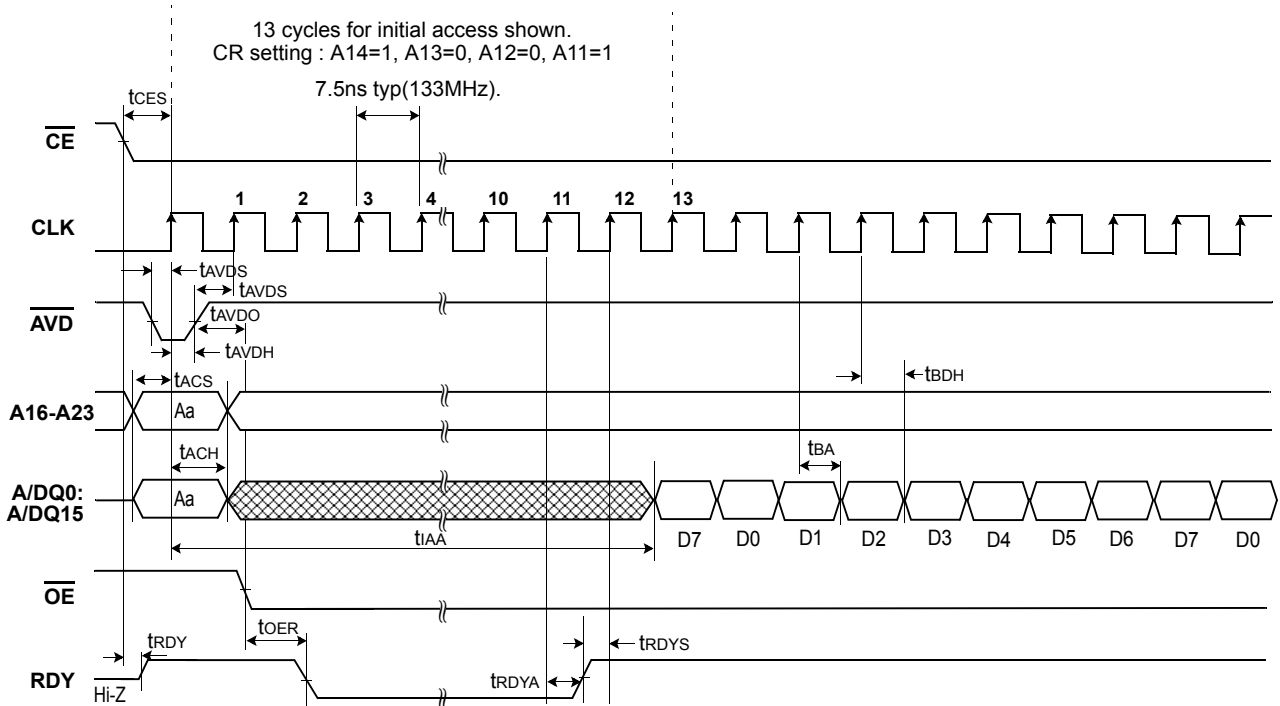 13 cycles for initial access shown.
CR setting : A14=1, A13=0, A12=0, A11=1
7.5ns typ(133MHz).
tCES
CE
1 2 3 4 10 11 12 13
CLK
tAVDS
tAVDS
AVD
tAVDO
tAVDH
tBDH
tACS
A16-A23
Aa
tACH
tBA
A/DQ0:
A/DQ15
Aa
tIAA
D7 D0 D1 D2 D3 D4 D5 D6 D7 D0
OE
tOER
tRDY
tRDYS
RDY
tRDYA
Hi-Z